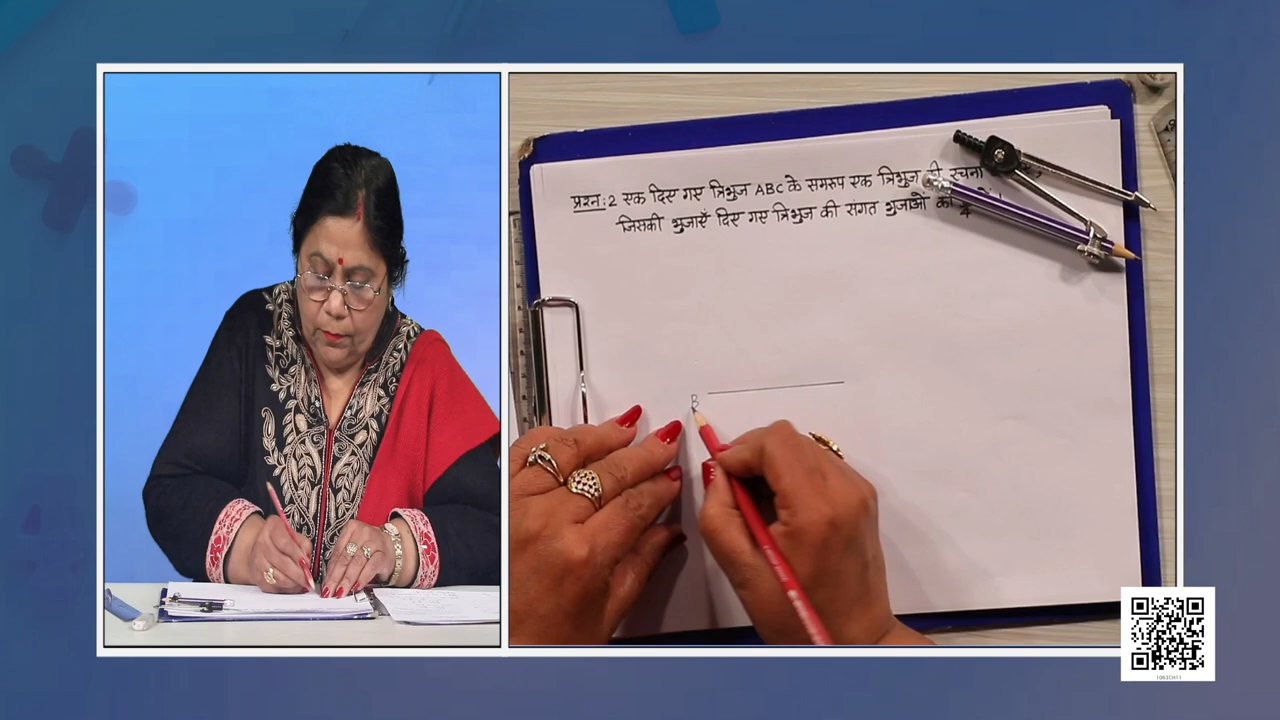 प्रश्न:2 एक दिए गए त्रिभुज ABC के समरुप एक त्रिभुज की रचना
जिसकी भुजाएँ दिए गए त्रिभुज की संगत भुजाओं की
B